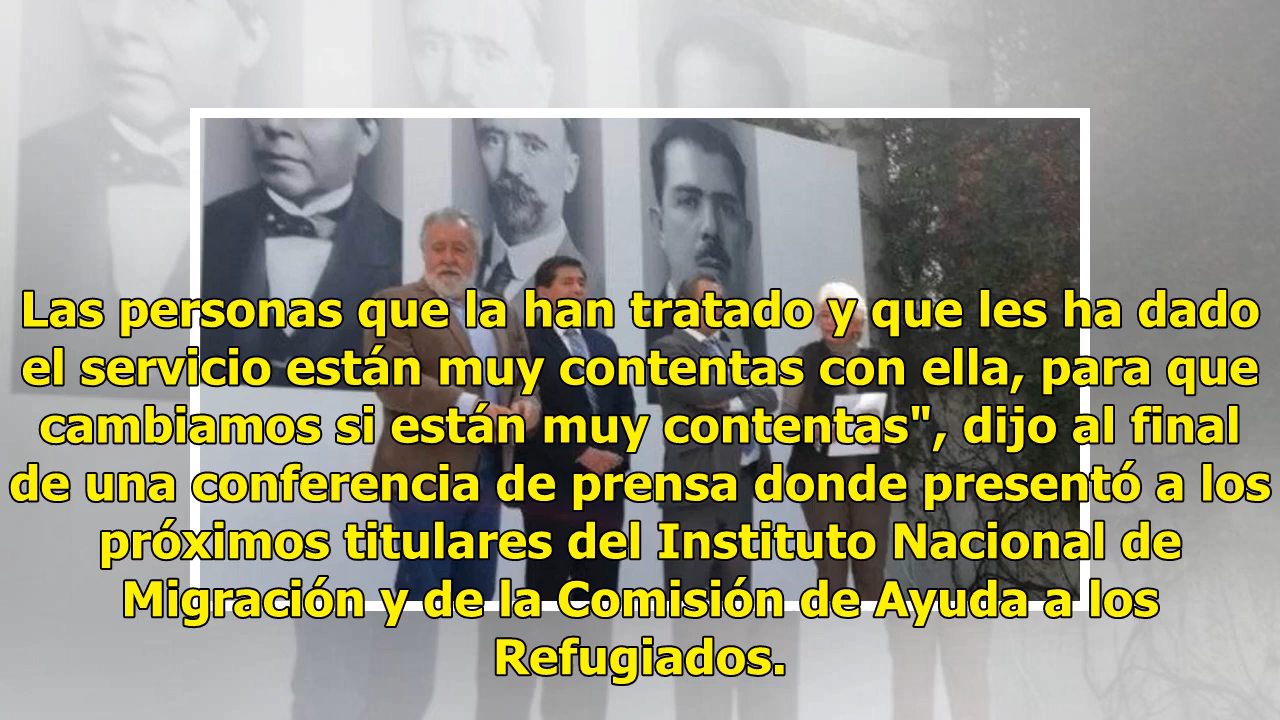 Las personas que la han tratado y que les ha dado
el servicio están muy contentas con ella, para que
cambiamos si están muy contentas", dijo al final
de una conferencia de prensa donde presentó a los
próximos titulares del Instituto Nacional de
Migración y de la Comisión de Ayuda a los
Refugiados.